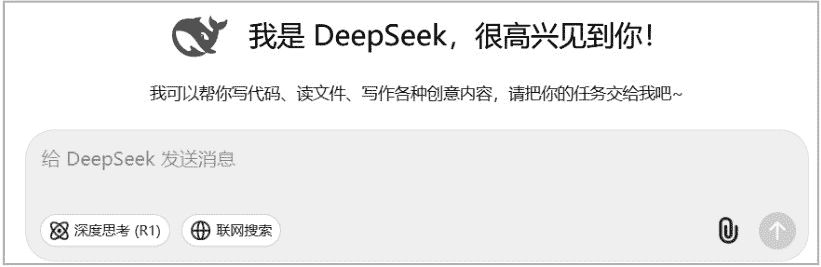 我是 DeepSeek，很高兴见到你！
我可以帮你写代码、读文件、写作各种创意内容，请把你的任务交给我吧~
给 DeepSeek 发送消息
深度思考 (R1) 联网搜索